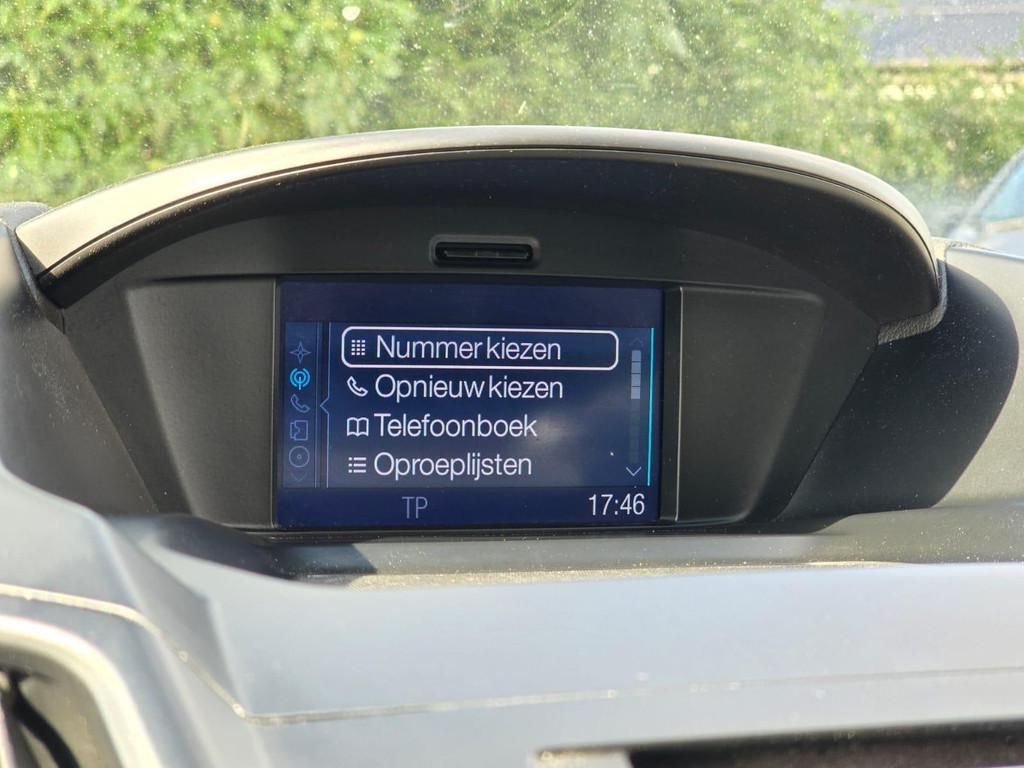 Nummer kiezen
Opnieuw kiezen
Telefoonboek
Oproeplijsten
TP 17:46